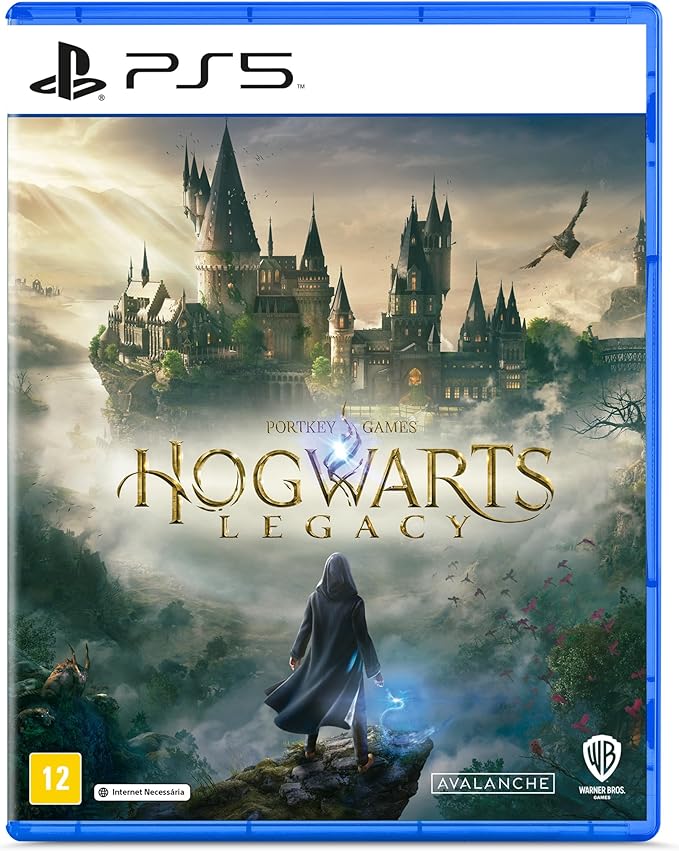 PS5
PORTKEY GAMES
HOGWARTS
LEGACY
12
Internet Necessária
AVALANCHE
WB
WARNER BROS.
GAMES